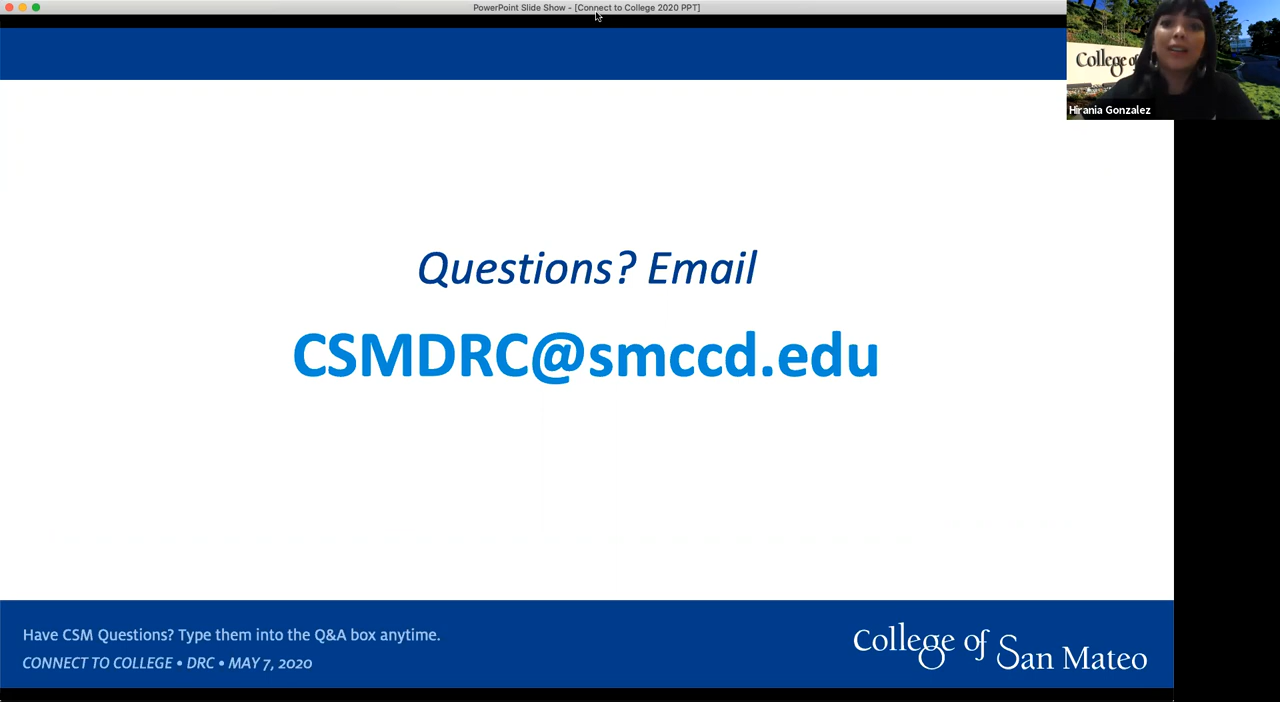 PowerPoint Slide Show - [Connect to College 2020 PPT]
College of
Hirania Gonzalez
Questions? Email
CSMDRC@smccd.edu
Have CSM Questions? Type them into the Q&A box anytime.
CONNECT TO COLLEGE • DRC • MAY 7, 2020
College of San Mateo